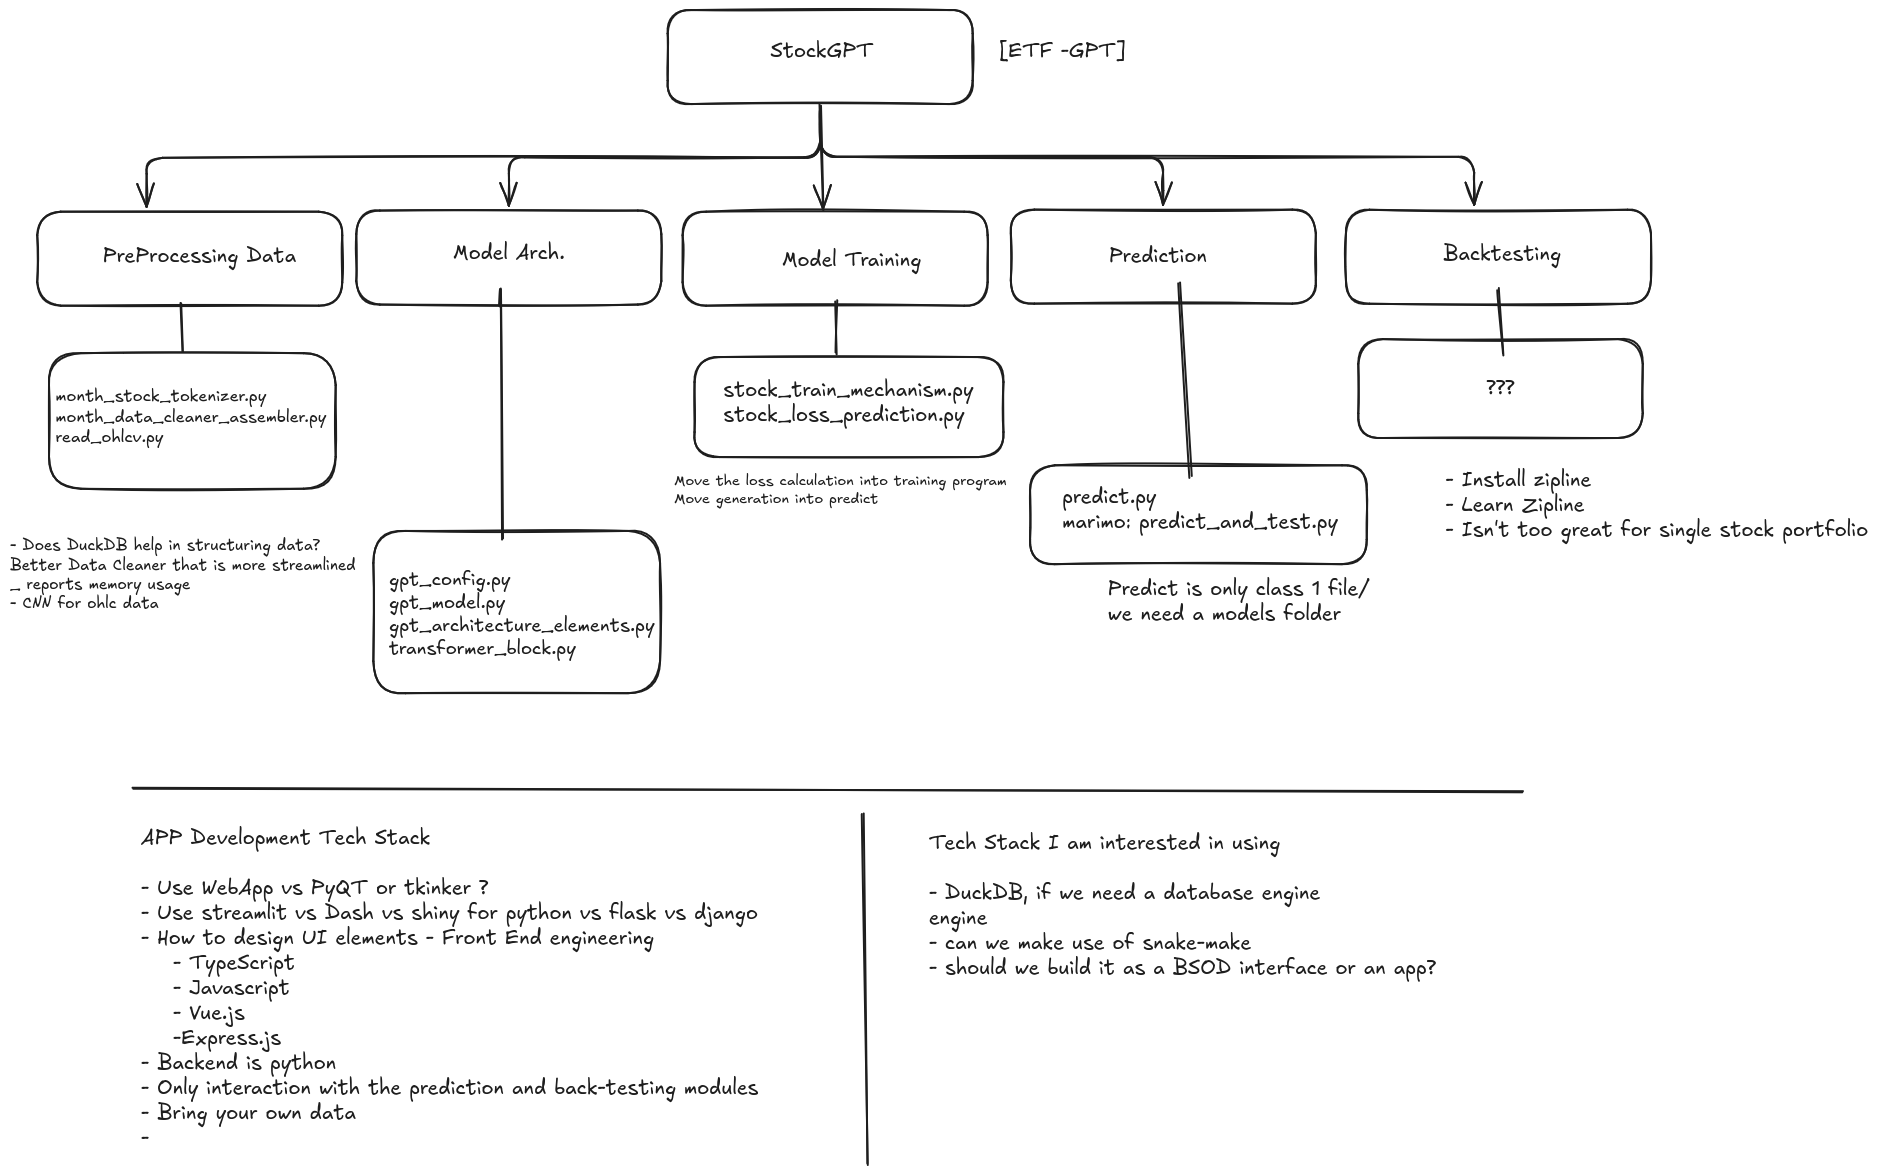 StockGPT
[ETF -GPT]
PreProcessing Data
Model Arch.
Model Training
Prediction
Backtesting
month_stock_tokenizer.py
month_data_cleaner_assembler.py
read_ohlcv.py
- Does DuckDB help in structuring data?
Better Data Cleaner that is more streamlined
_ reports memory usage
- CNN for ohlc data
gpt_config.py
gpt_model.py
gpt_architecture_elements.py
transformer_block.py
stock_train_mechanism.py
stock_loss_prediction.py
Move the loss calculation into training program
Move generation into predict
predict.py
marimo: predict_and_test.py
Predict is only class 1 file/
we need a models folder
???
- Install zipline
- Learn Zipline
- Isn't too great for single stock portfolio
APP Development Tech Stack
- Use WebApp vs PyQT or tkinker ?
- Use streamlit vs Dash vs shiny for python vs flask vs django
- How to design UI elements - Front End engineering
- TypeScript
- Javascript
- Vue.js
-Express.js
- Backend is python
- Only interaction with the prediction and back-testing modules
- Bring your own data
-
Tech Stack I am interested in using
- DuckDB, if we need a database engine
engine
- can we make use of snake-make
- should we build it as a BSOD interface or an app?